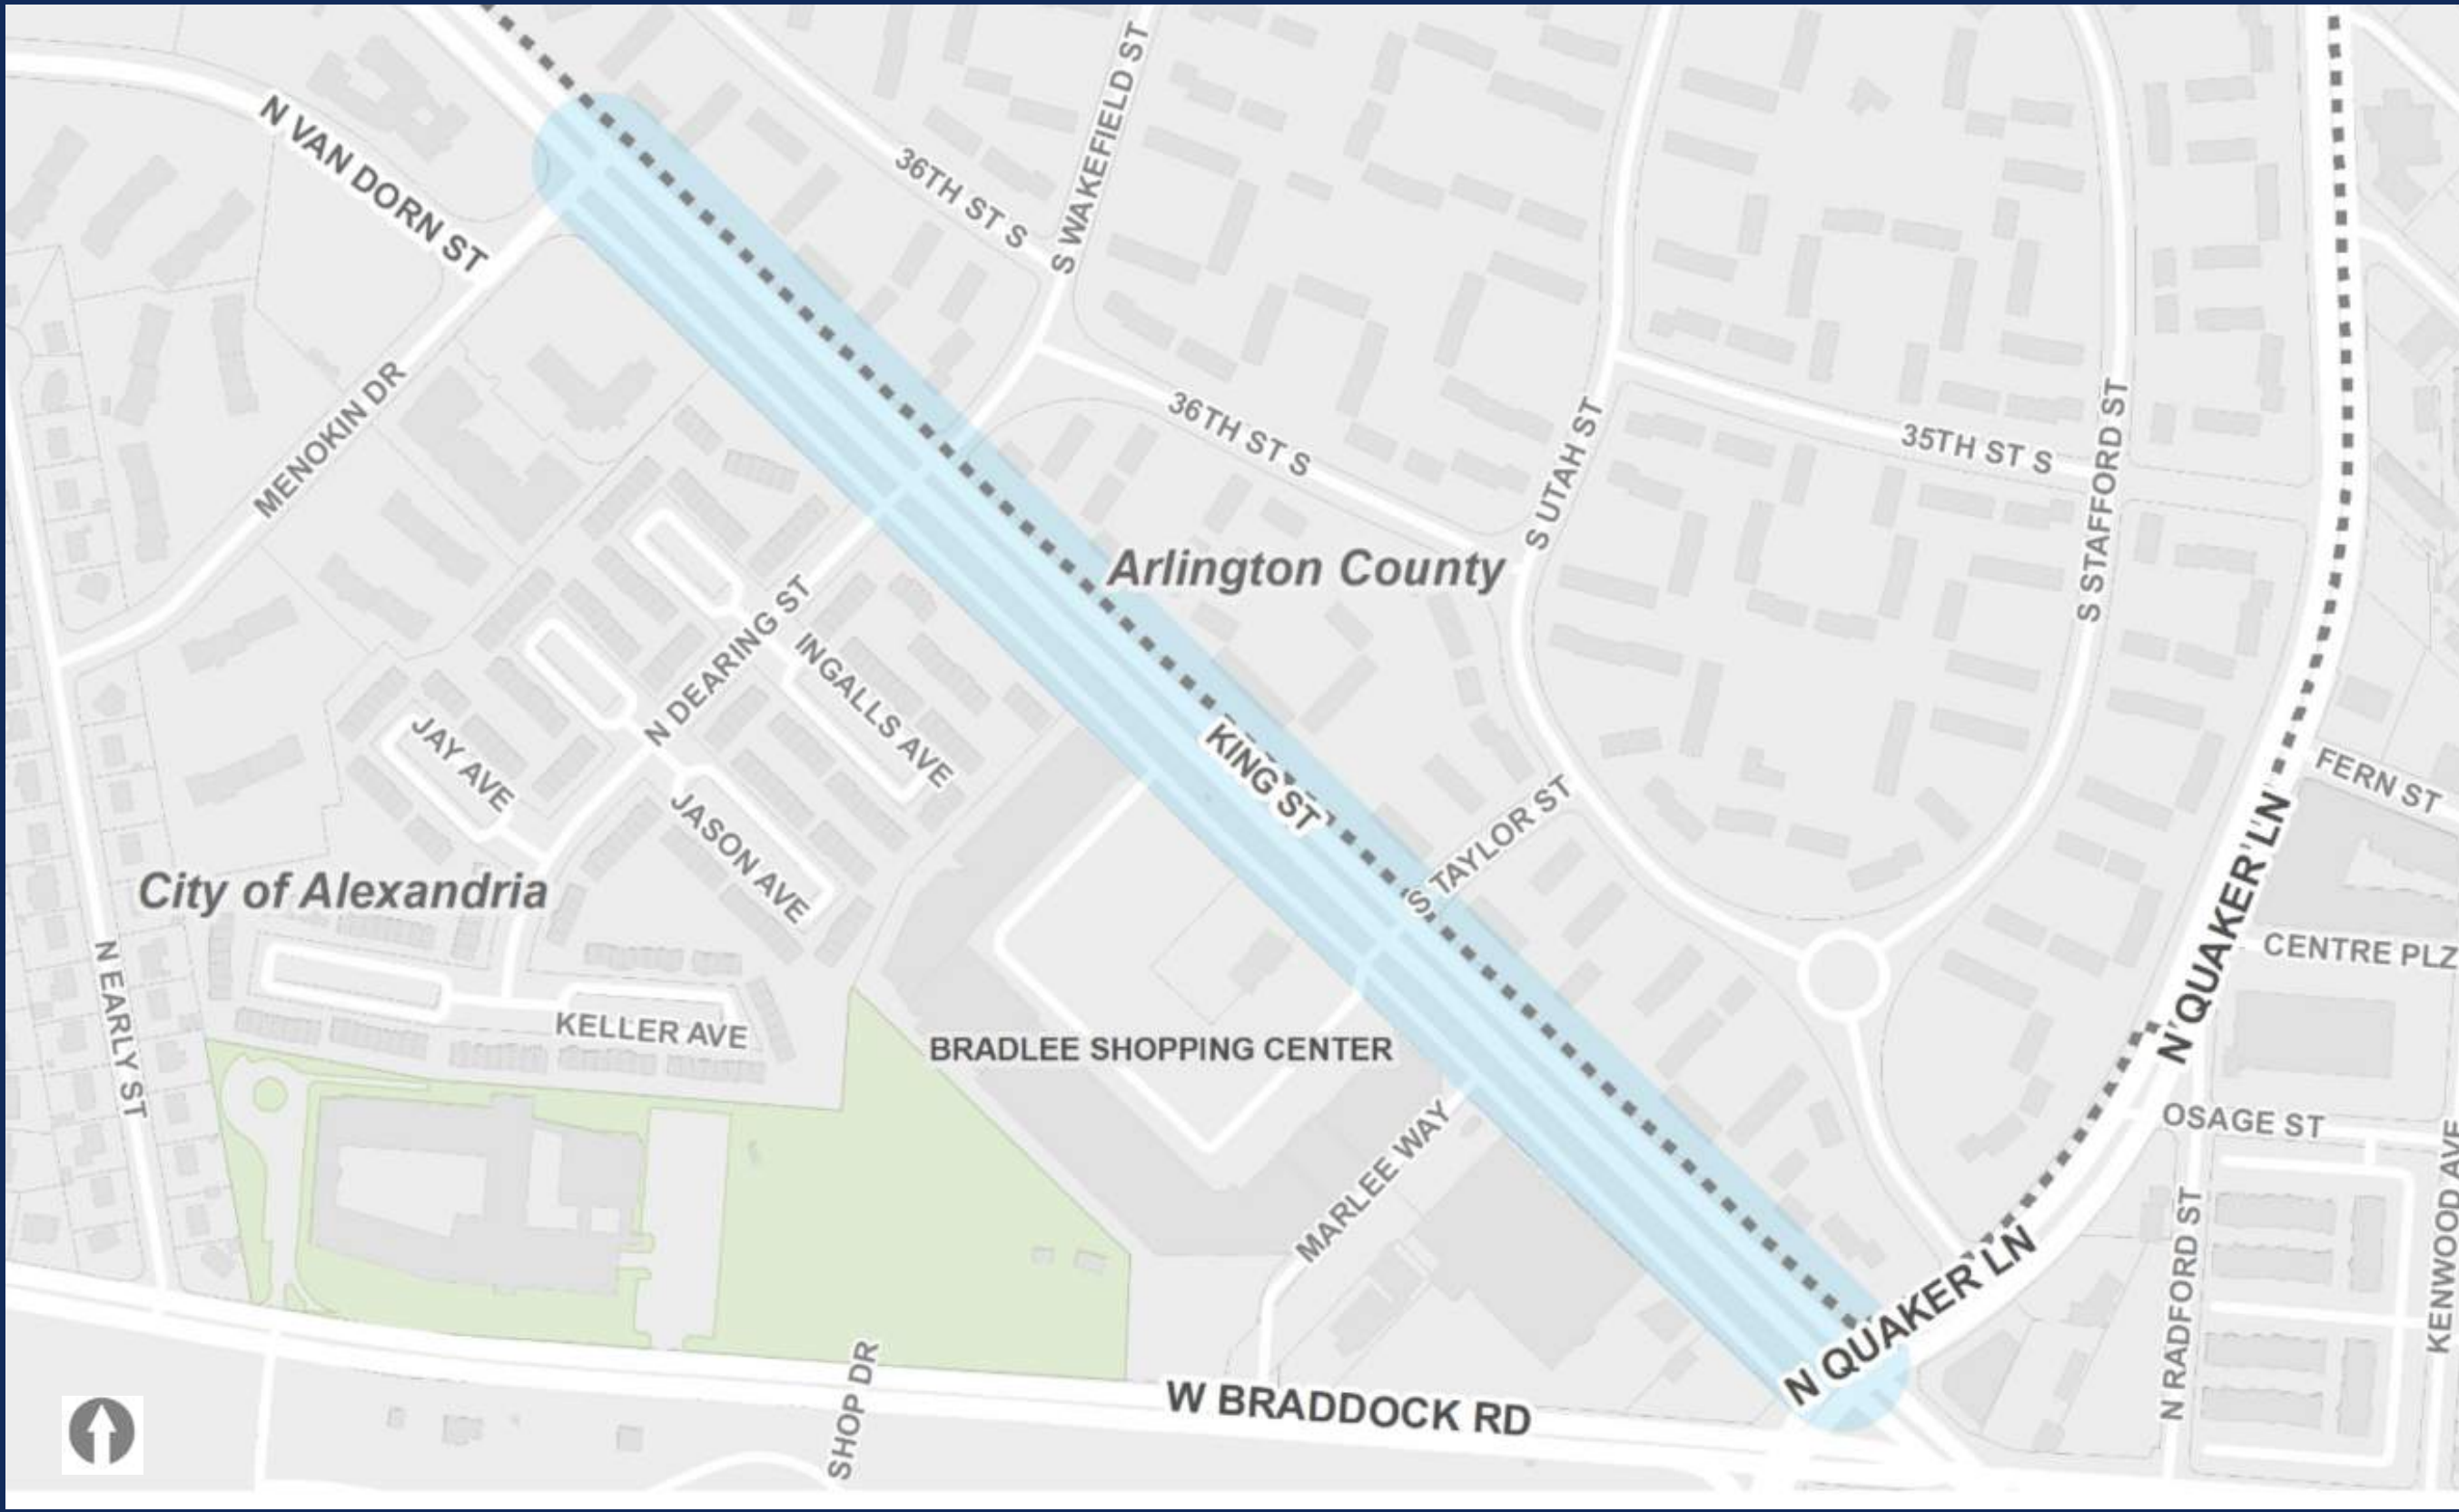 N VAN DORN ST
36TH ST S
S WAKEFIELD ST
MENOKIN DR
36TH ST S
S UTAH ST
35TH ST S
S STAFFORD ST
Arlington County
N DEARING ST
INGALLS AVE
JAY AVE
JASON AVE
KING ST
S TAYLOR ST
FERN ST
N QUAKER LN
City of Alexandria
CENTRE PLZ
N EARLY ST
KELLER AVE
BRADLEE SHOPPING CENTER
MARLEE WAY
OSAGE ST
N RADFORD ST
KENWOOD AVE
N QUAKER LN
SHOP DR
W BRADDOCK RD